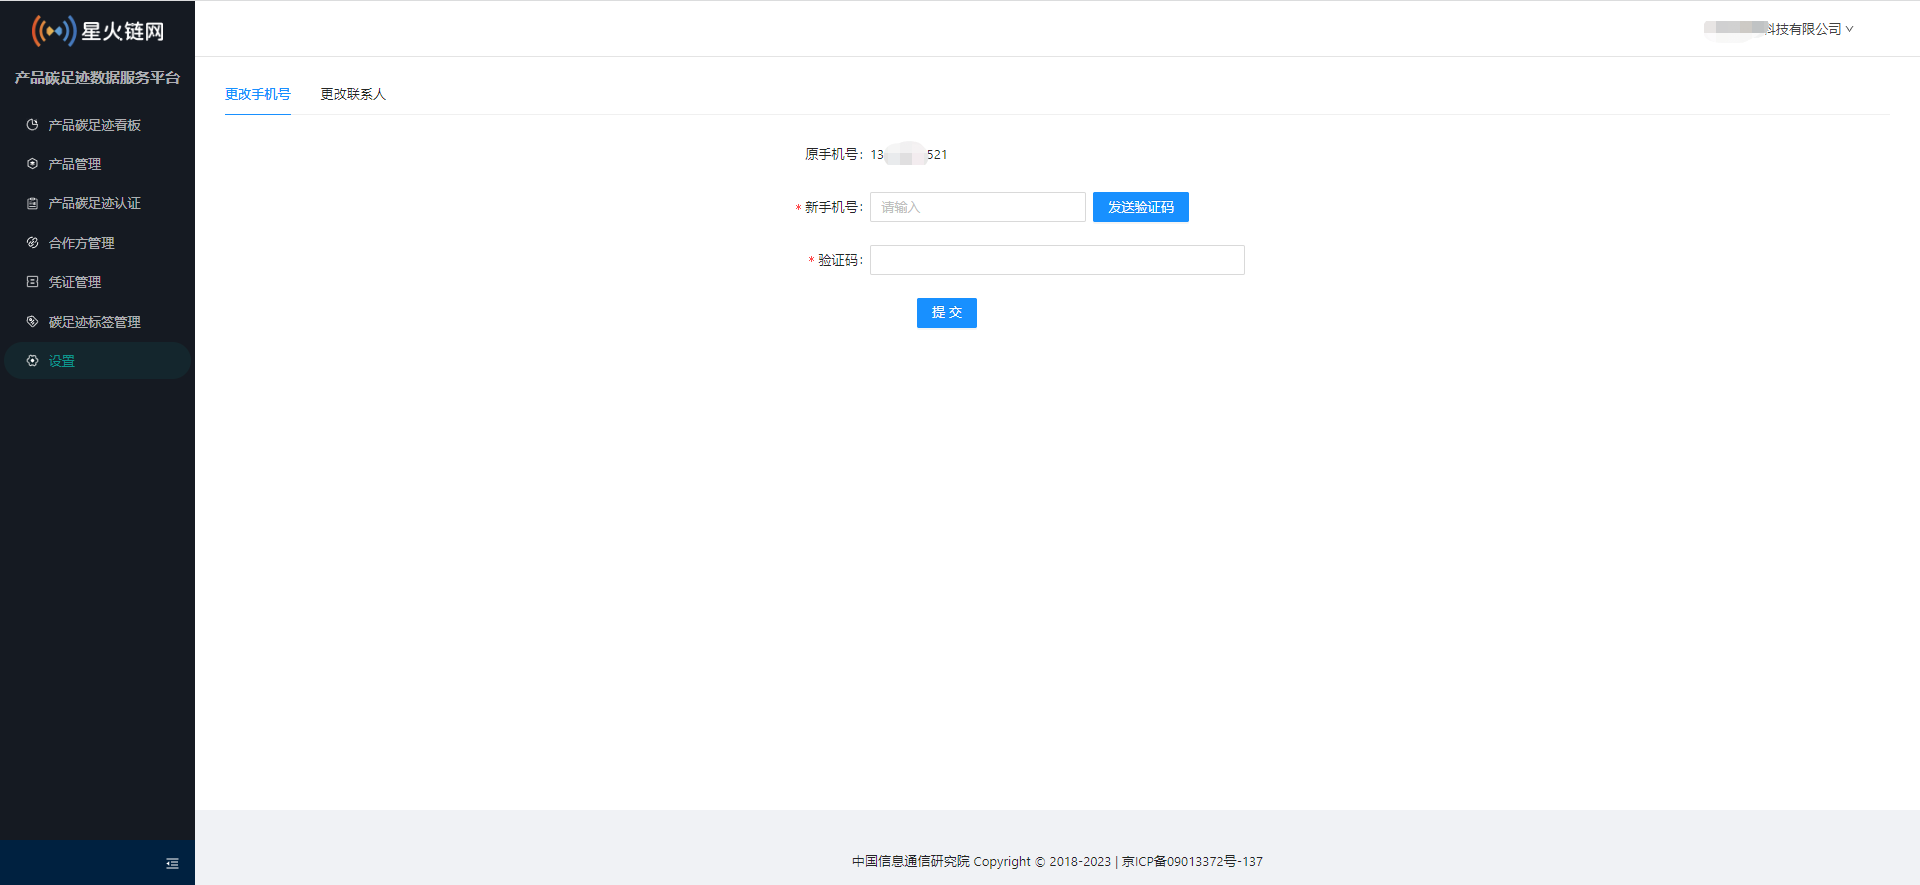 星火链网
产品碳足迹数据服务平台
产品碳足迹看板
产品管理
产品碳足迹认证
合作方管理
凭证管理
碳足迹标签管理
设置
科技有限公司
更改手机号 更改联系人
原手机号: 13 521
* 新手机号: 请输入 发送验证码
* 验证码:
提 交
中国信息通信研究院 Copyright © 2018-2023 | 京ICP备09013372号-137